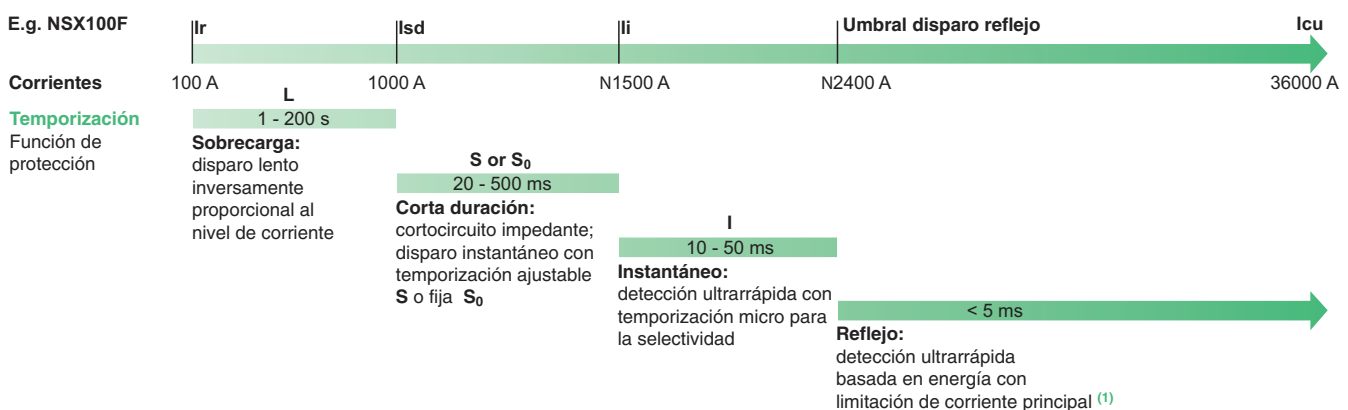 E.g. NSX100F
Ir
Isd
Ii
Umbral disparo reflejo
Icu
Corrientes
100 A
1000 A
N1500 A
N2400 A
36000 A
Temporización
Función de
protección
L
1 - 200 s
Sobrecarga:
disparo lento
inversamente
proporcional al
nivel de corriente
S or S₀
20 - 500 ms
Corta duración:
cortocircuito impedante;
disparo instantáneo con
temporización ajustable
S o fija S₀
I
10 - 50 ms
Instantáneo:
detección ultrarrápida con
temporización micro para
la selectividad
< 5 ms
Reflejo:
detección ultrarrápida
basada en energía con
limitación de corriente principal (1)